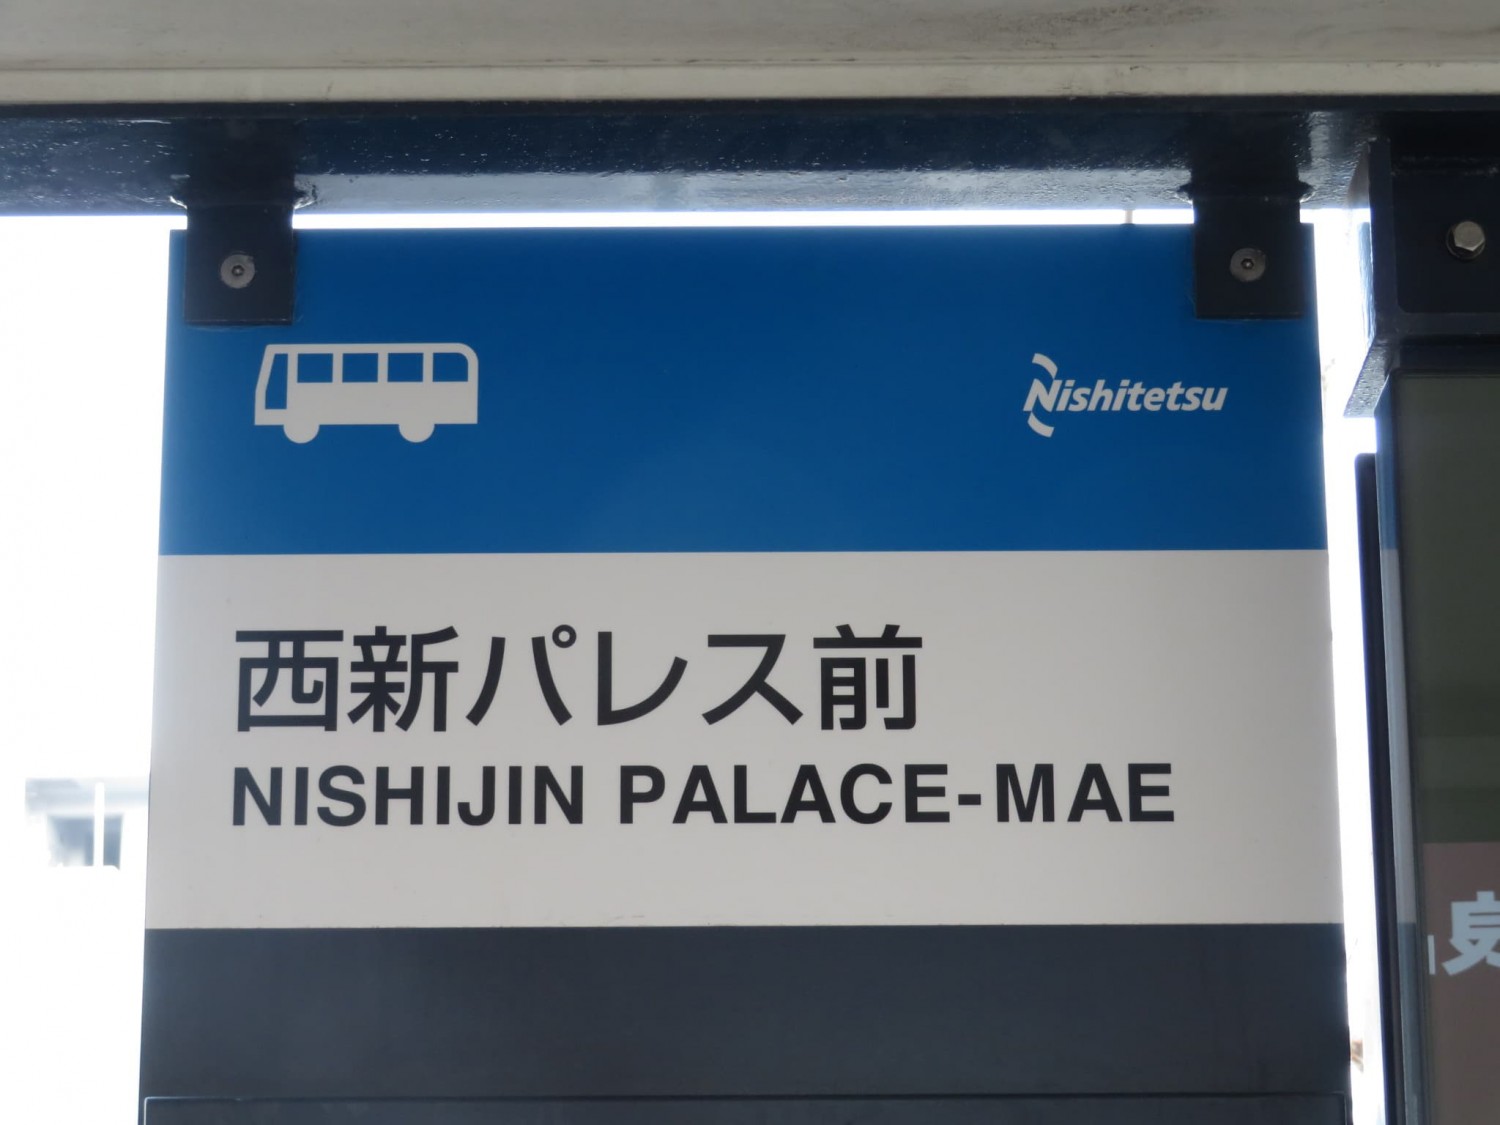 Nishitetsu
西新パレス前
NISHIJIN PALACE-MAE